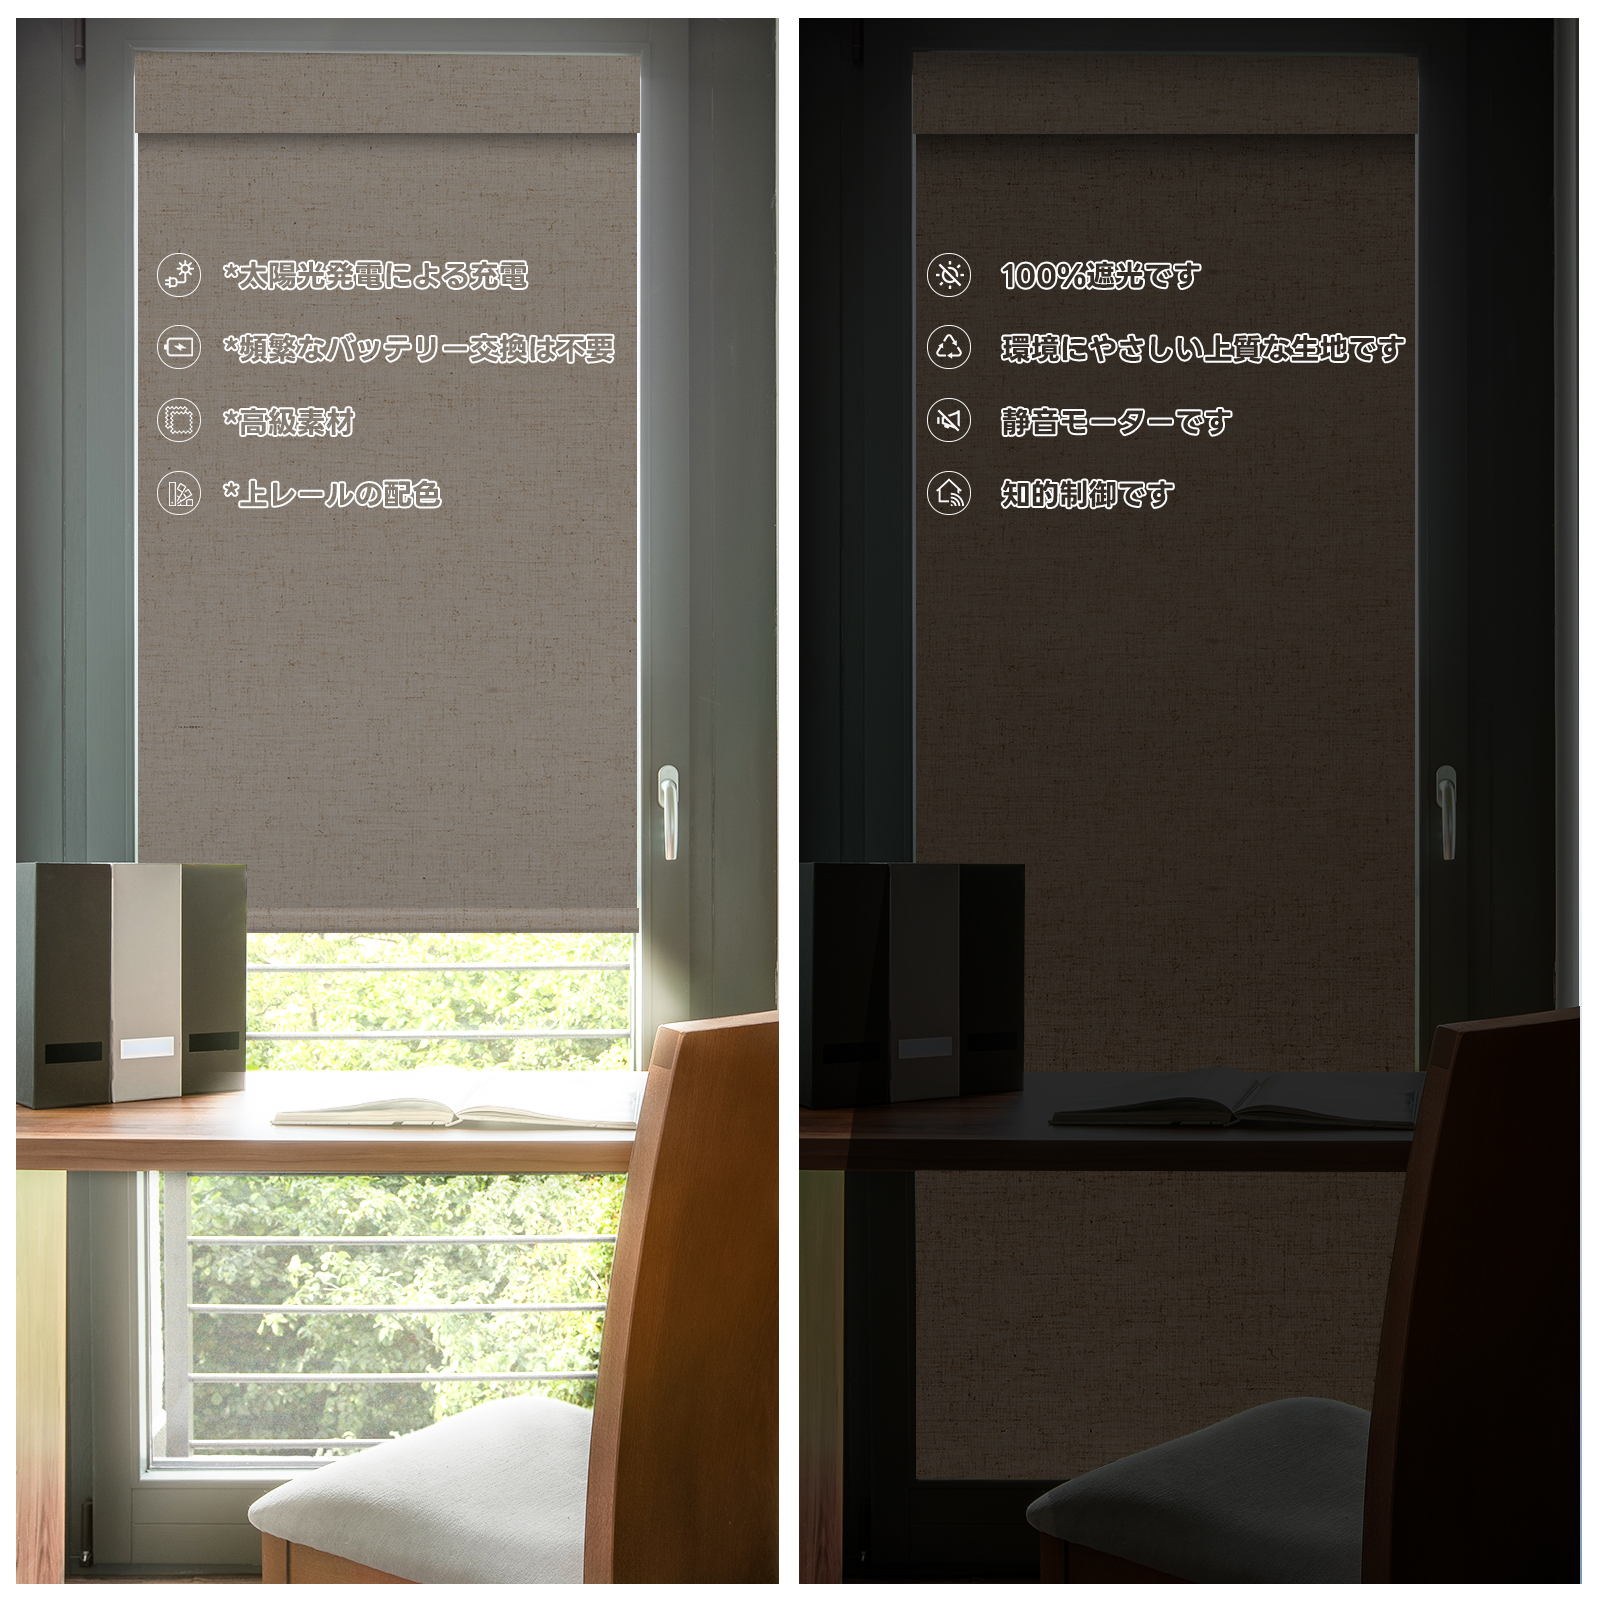 *太陽光発電による充電
*頻繁なバッテリー交換は不要
*高級素材
*上レールの配色
100%遮光です
環境にやさしい上質な生地です
静音モーターです
知的制御です